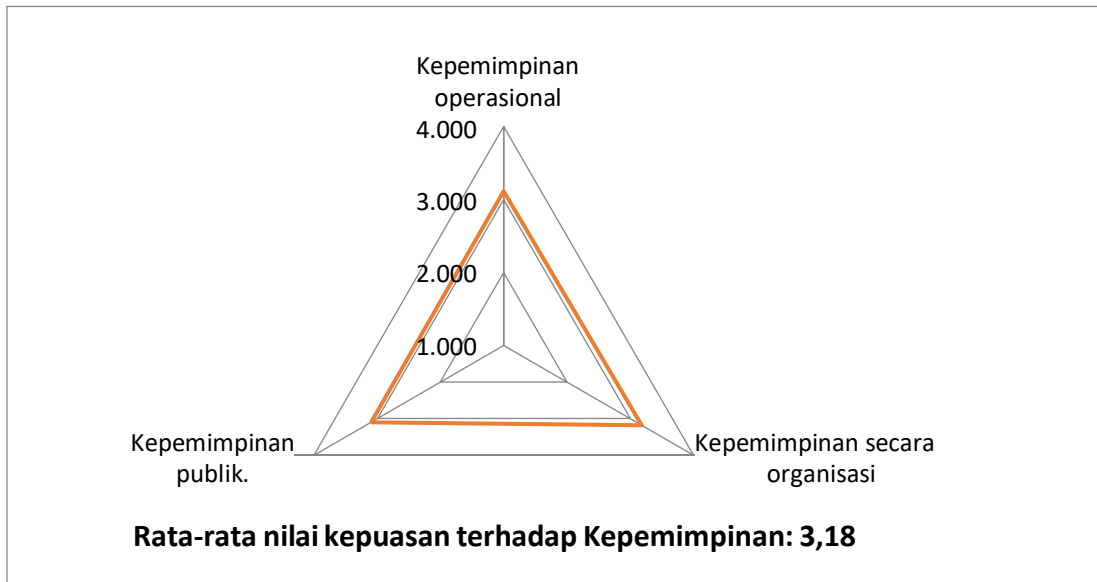 Kepemimpinan
operasional
4.000
3.000
2.000
1.000
Kepemimpinan
publik.
Kepemimpinan secara
organisasi
Rata-rata nilai kepuasan terhadap Kepemimpinan: 3,18